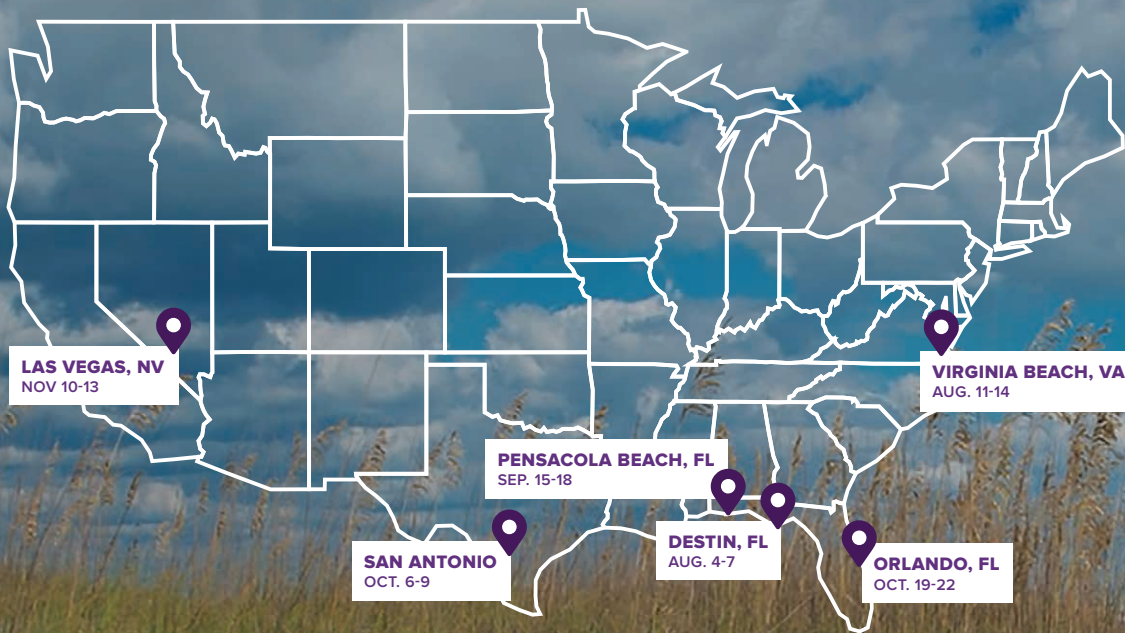 LAS VEGAS, NV
NOV 10-13
VIRGINIA BEACH, VA
AUG. 11-14
PENSACOLA BEACH, FL
SEP. 15-18
DESTIN, FL
AUG. 4-7
SAN ANTONIO
OCT. 6-9
ORLANDO, FL
OCT. 19-22